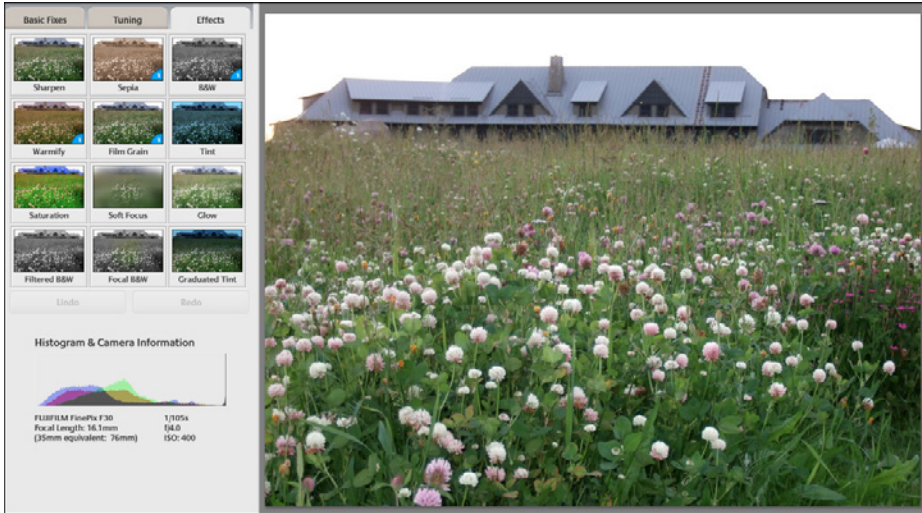 Basic Fixes Tuning Effects
Sharpen Sepia B&W
Warmify Film Grain Tint
Saturation Soft Focus Glow
Filtered B&W Focal B&W Graduated Tint
Undo Redo
Histogram & Camera Information
FUJIFILM FinePix F30 1/105s
Focal Length: 16.1mm f/4.0
(35mm equivalent: 76mm) ISO: 400